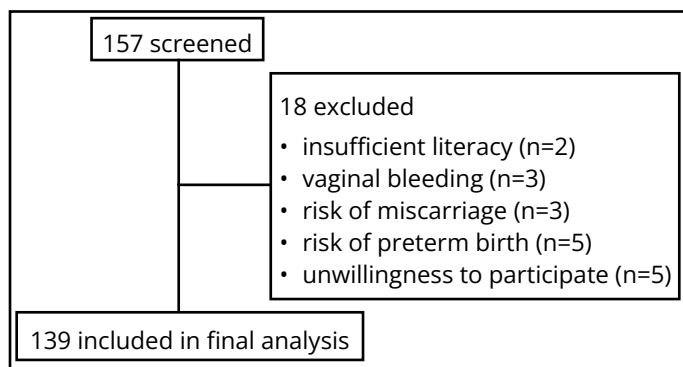 157 screened
18 excluded
• insufficient literacy (n=2)
• vaginal bleeding (n=3)
• risk of miscarriage (n=3)
• risk of preterm birth (n=5)
• unwillingness to participate (n=5)
139 included in final analysis